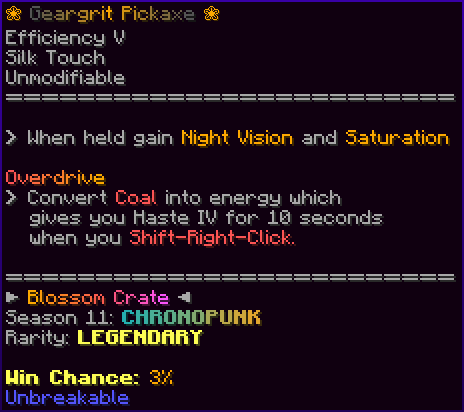 ❀ Geargrit Pickaxe ❀
Efficiency V
Silk Touch
Unmodifiable
======================================
> When held gain Night Vision and Saturation
Overdrive
> Convert Coal into energy which
gives you Haste IV for 10 seconds
when you Shift-Right-Click.
======================================
► Blossom Crate ◄
Season 11: CHRONOPUNK
Rarity: LEGENDARY
Win Chance: 3%
Unbreakable